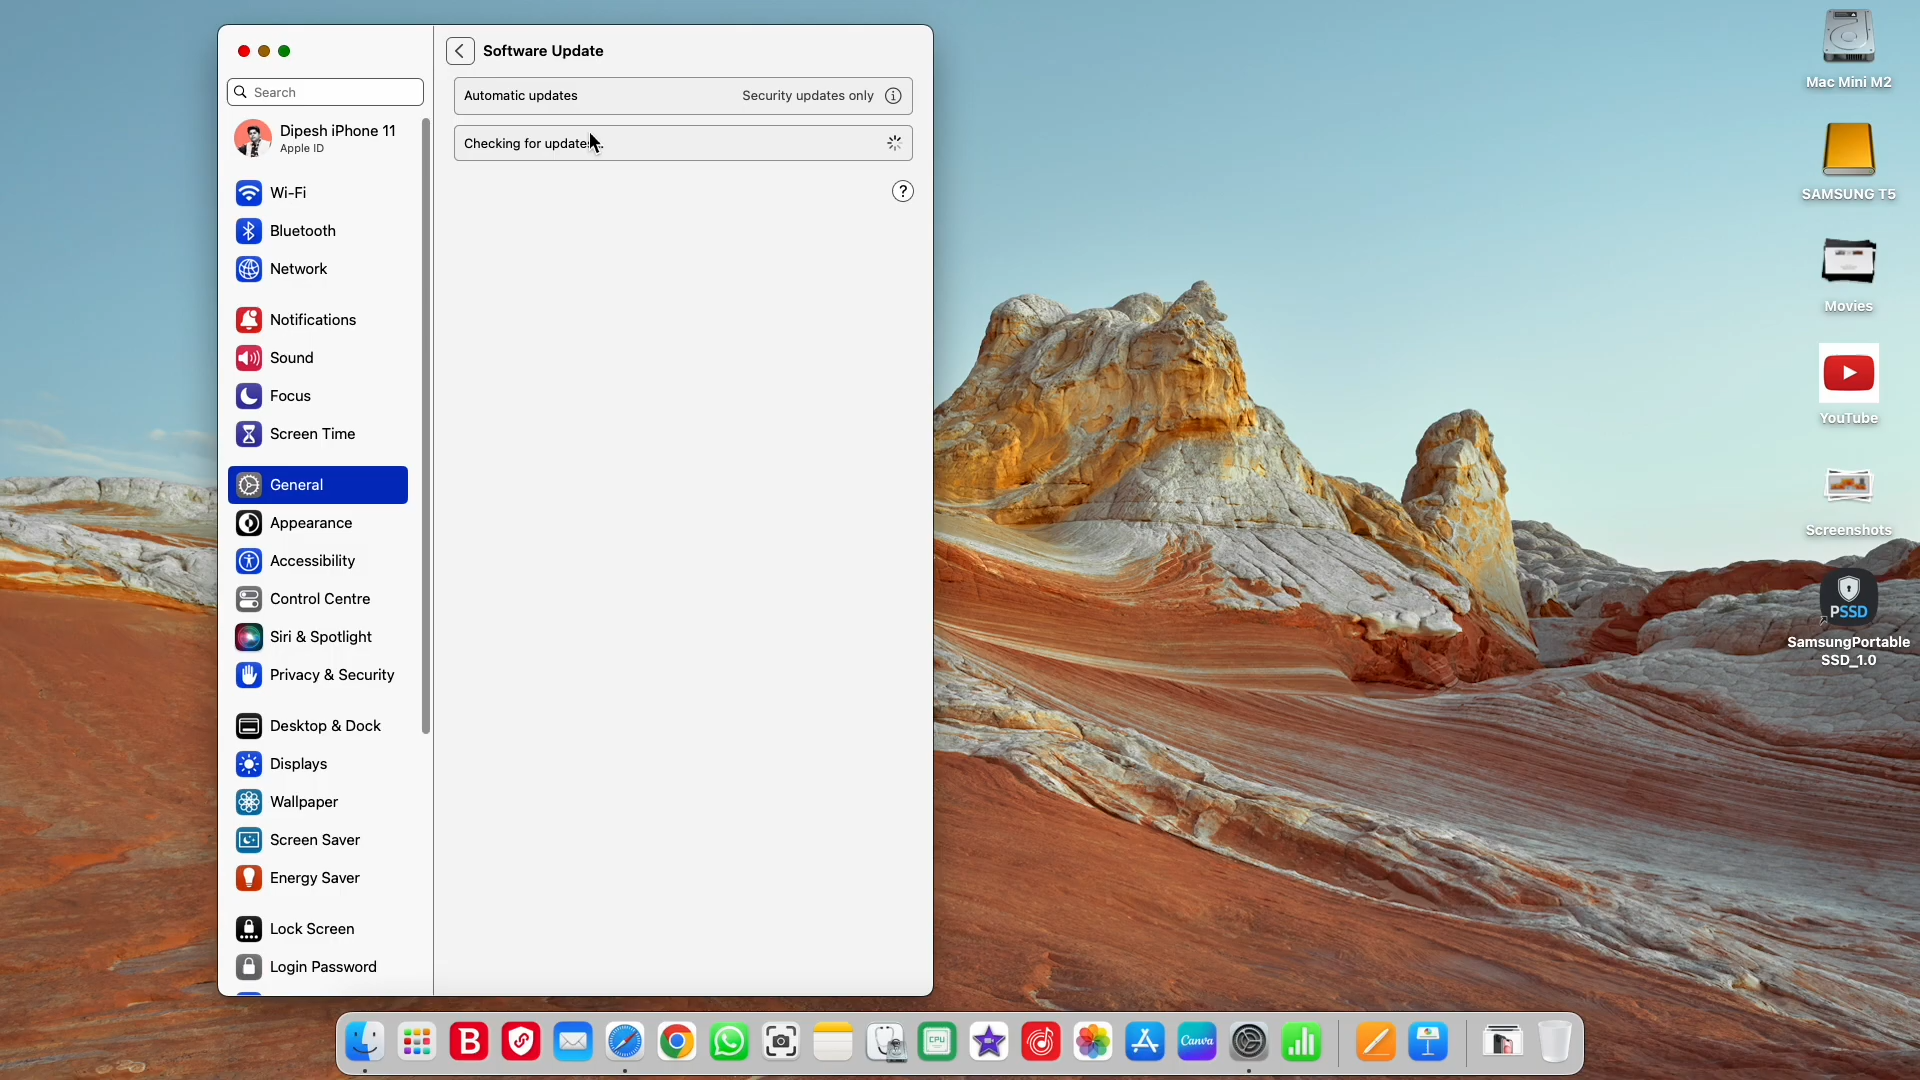 Software Update
Search
Automatic updates
Security updates only
Checking for update
Dipesh iPhone 11
Apple ID
?
Wi-Fi
Bluetooth
Network
Notifications
Sound
Focus
Screen Time
General
Appearance
Accessibility
Control Centre
Siri & Spotlight
Privacy & Security
Desktop & Dock
Displays
Wallpaper
Screen Saver
Energy Saver
Lock Screen
Login Password
Mac Mini M2
SAMSUNG T5
Movies
YouTube
Screenshots
PSSD
SamsungPortable
SSD_1.0
B
CPU
Canva